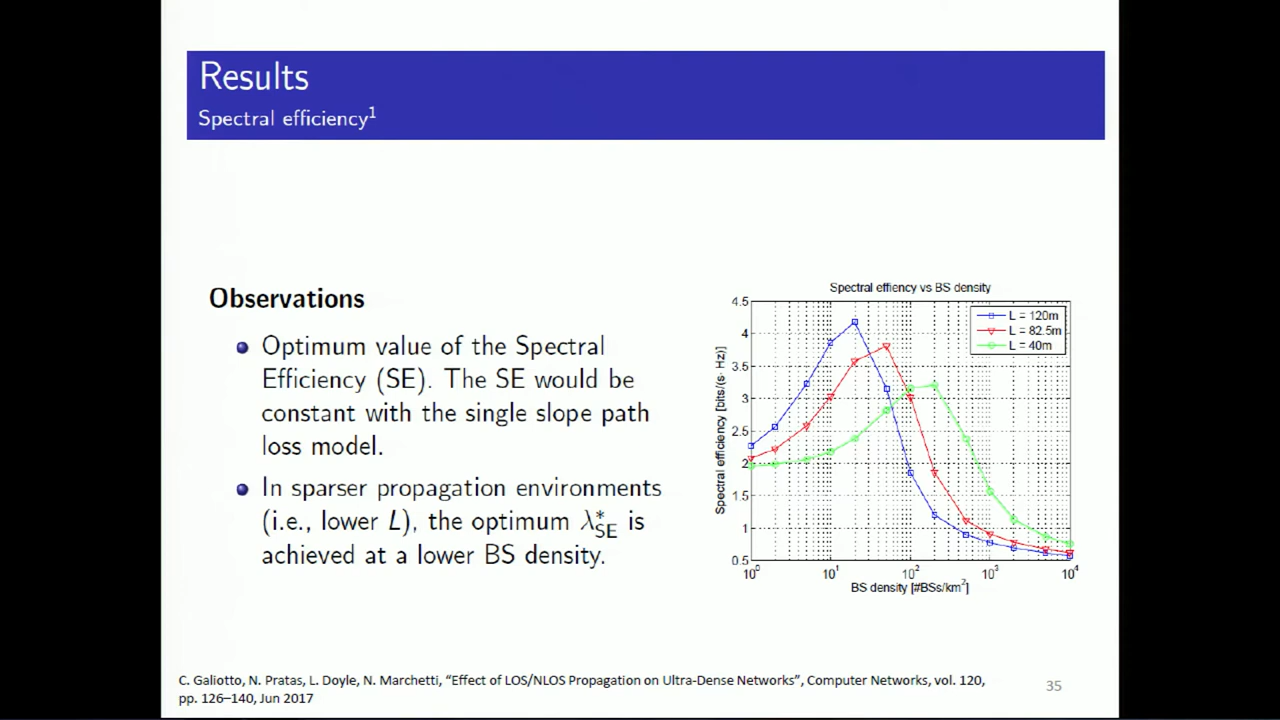 Results
Spectral efficiency¹
Observations
Optimum value of the Spectral
Efficiency (SE). The SE would be
constant with the single slope path
loss model.
In sparser propagation environments
(i.e., lower L), the optimum λ*SE is
achieved at a lower BS density.
Spectral effiency vs BS density
4.5
4
3.5
3
2.5
2
1.5
1
0.5
Spectral efficiency [bits/(s· Hz)]
L = 120m
L = 82.5m
L = 40m
10⁰ 10¹ 10² 10³ 10⁴
BS density [#BSs/km²]
C. Galiotto, N. Pratas, L. Doyle, N. Marchetti, “Effect of LOS/NLOS Propagation on Ultra-Dense Networks”, Computer Networks, vol. 120,
pp. 126–140, Jun 2017
35